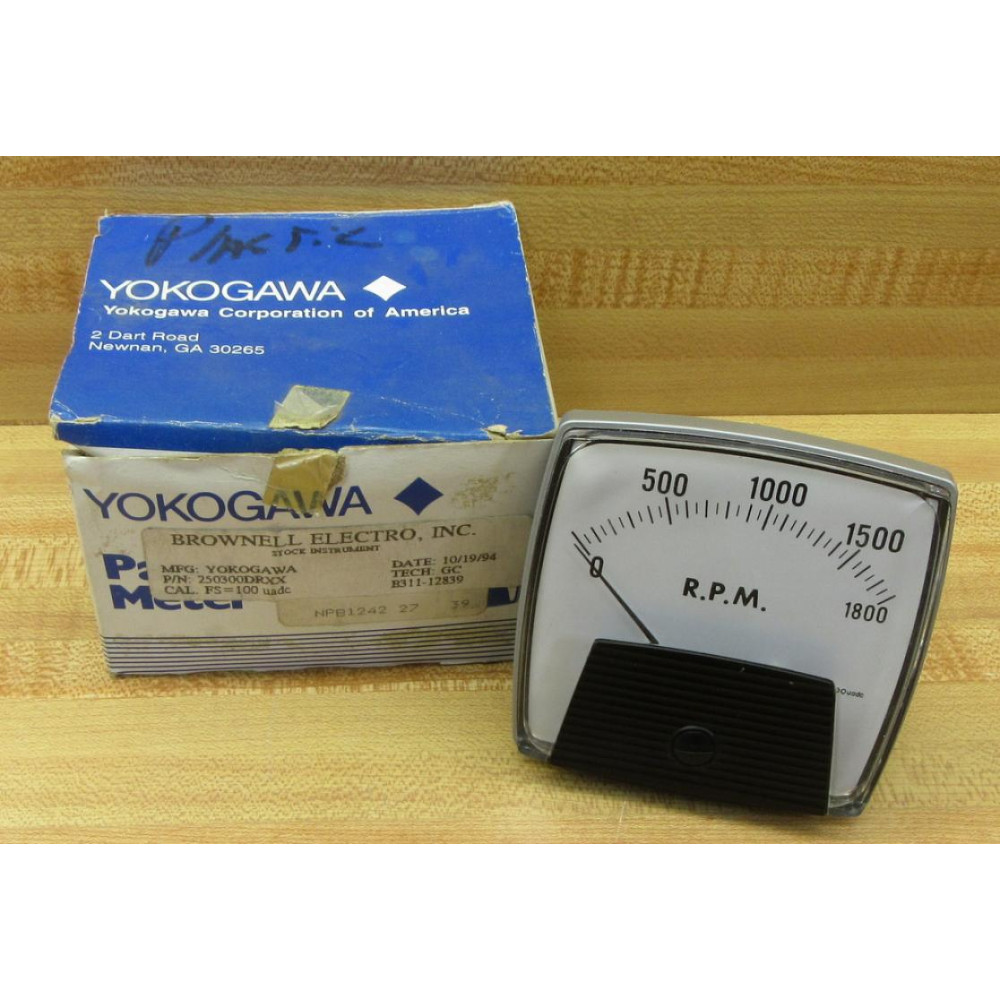 YOKOGAWA
Yokogawa Corporation of America
2 Dart Road
Newnan, GA 30265
YOKOGAWA
BROWNELL ELECTRO, INC.
STOCK INSTRUMENT
MFG: YOKOGAWA DATE: 10/19/94
P/N: 250300DRXX TECH: GC
CAL. FS=100 uadc B311-12839
Meter
NPB1242 27 39
0 500 1000 1500 1800
R.P.M.